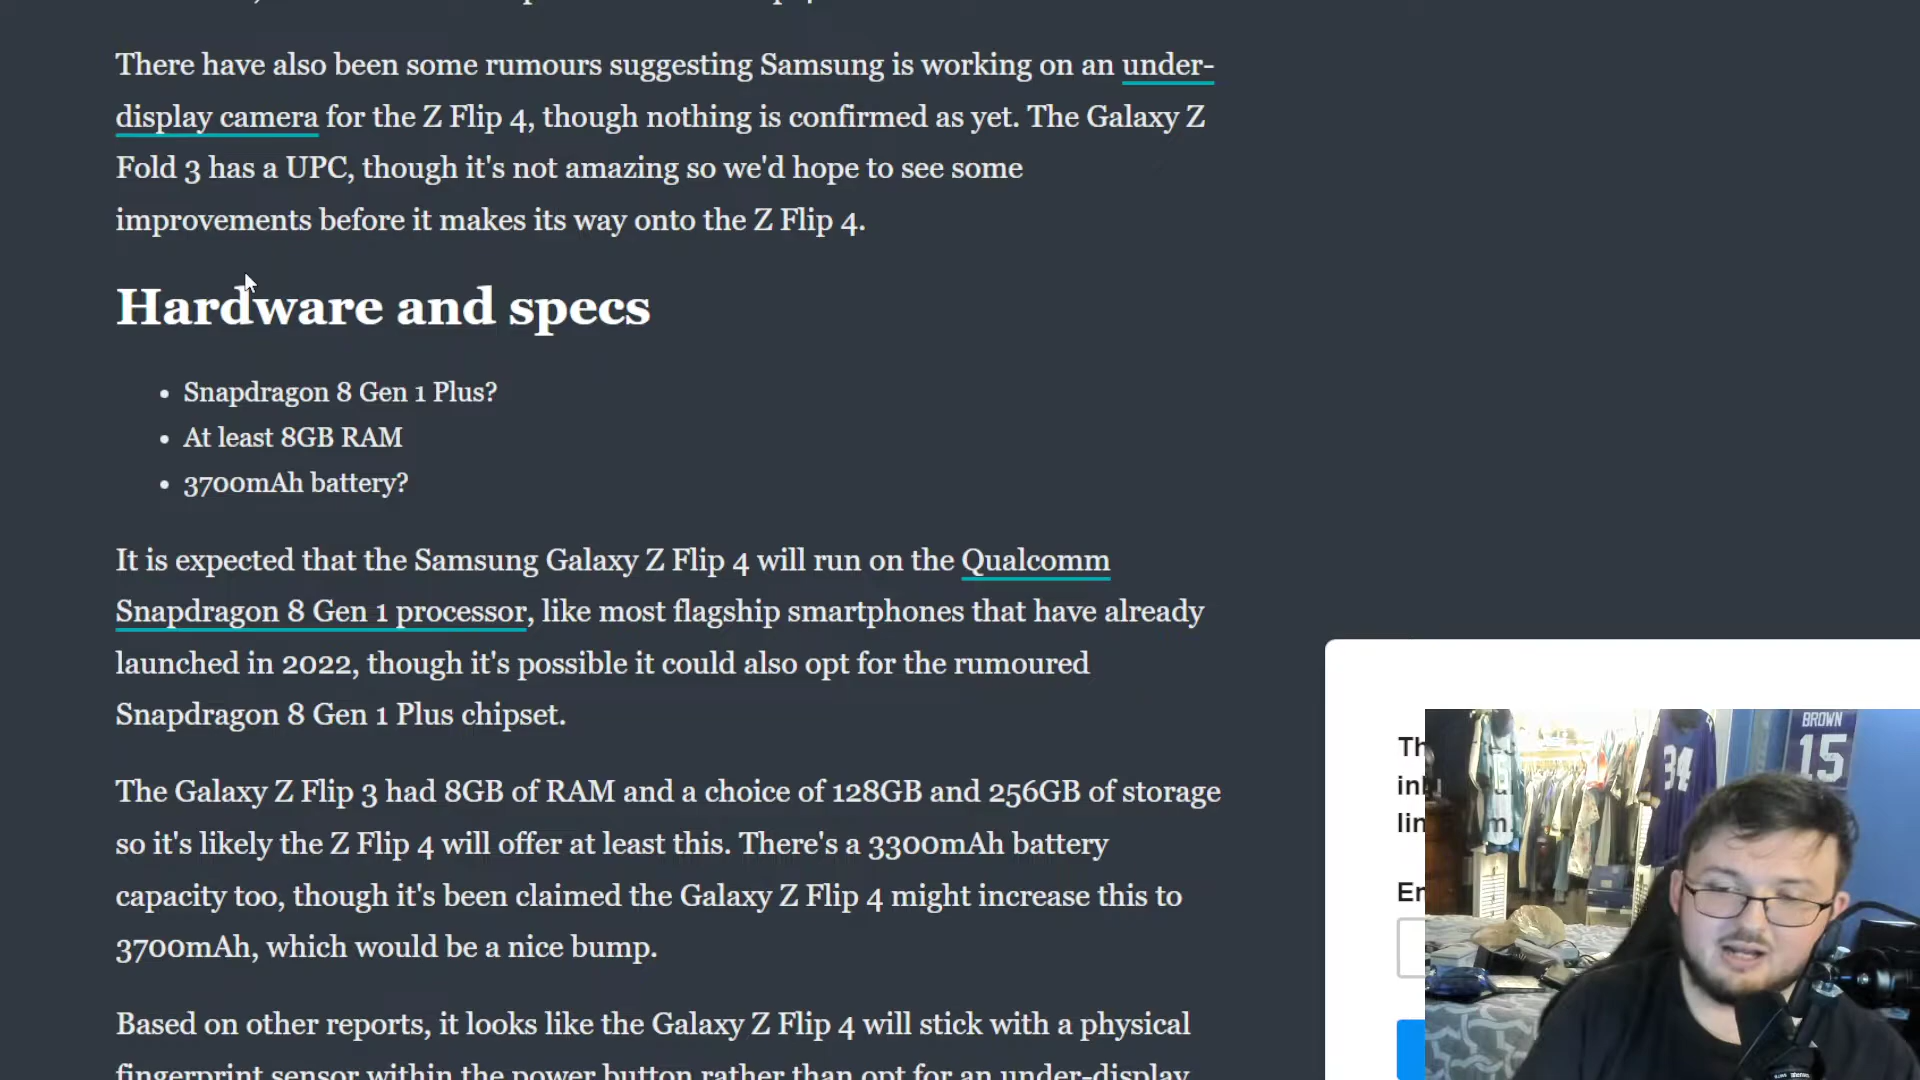 There have also been some rumours suggesting Samsung is working on an under-
display camera for the Z Flip 4, though nothing is confirmed as yet. The Galaxy Z
Fold 3 has a UPC, though it's not amazing so we'd hope to see some
improvements before it makes its way onto the Z Flip 4.
Hardware and specs
• Snapdragon 8 Gen 1 Plus?
• At least 8GB RAM
• 3700mAh battery?
It is expected that the Samsung Galaxy Z Flip 4 will run on the Qualcomm
Snapdragon 8 Gen 1 processor, like most flagship smartphones that have already
launched in 2022, though it's possible it could also opt for the rumoured
Snapdragon 8 Gen 1 Plus chipset.
The Galaxy Z Flip 3 had 8GB of RAM and a choice of 128GB and 256GB of storage
so it's likely the Z Flip 4 will offer at least this. There's a 3300mAh battery
capacity too, though it's been claimed the Galaxy Z Flip 4 might increase this to
3700mAh, which would be a nice bump.
Based on other reports, it looks like the Galaxy Z Flip 4 will stick with a physical
fingerprint sensor within the power button rather than opt for an under-display
BROWN
15
34